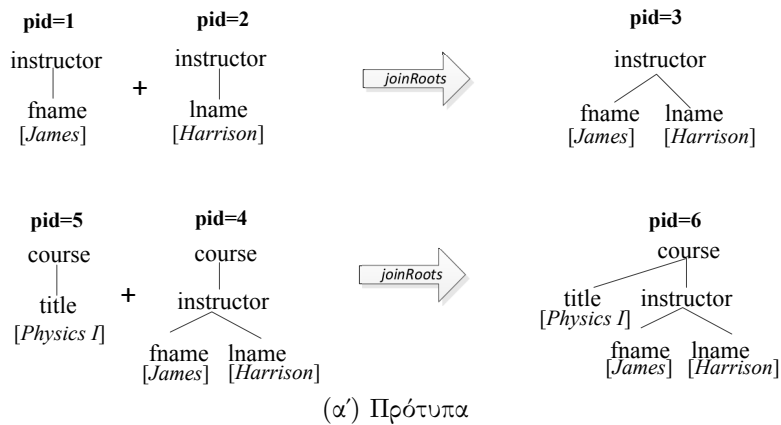 pid=1 pid=2 pid=3
instructor + instructor joinRoots instructor
fname lname fname lname
[James] [Harrison] [James] [Harrison]
pid=5 pid=4 pid=6
course course joinRoots course
title + instructor title instructor
[Physics I] [Physics I]
fname lname fname lname
[James] [Harrison] [James] [Harrison]
(α΄) Πρότυπα